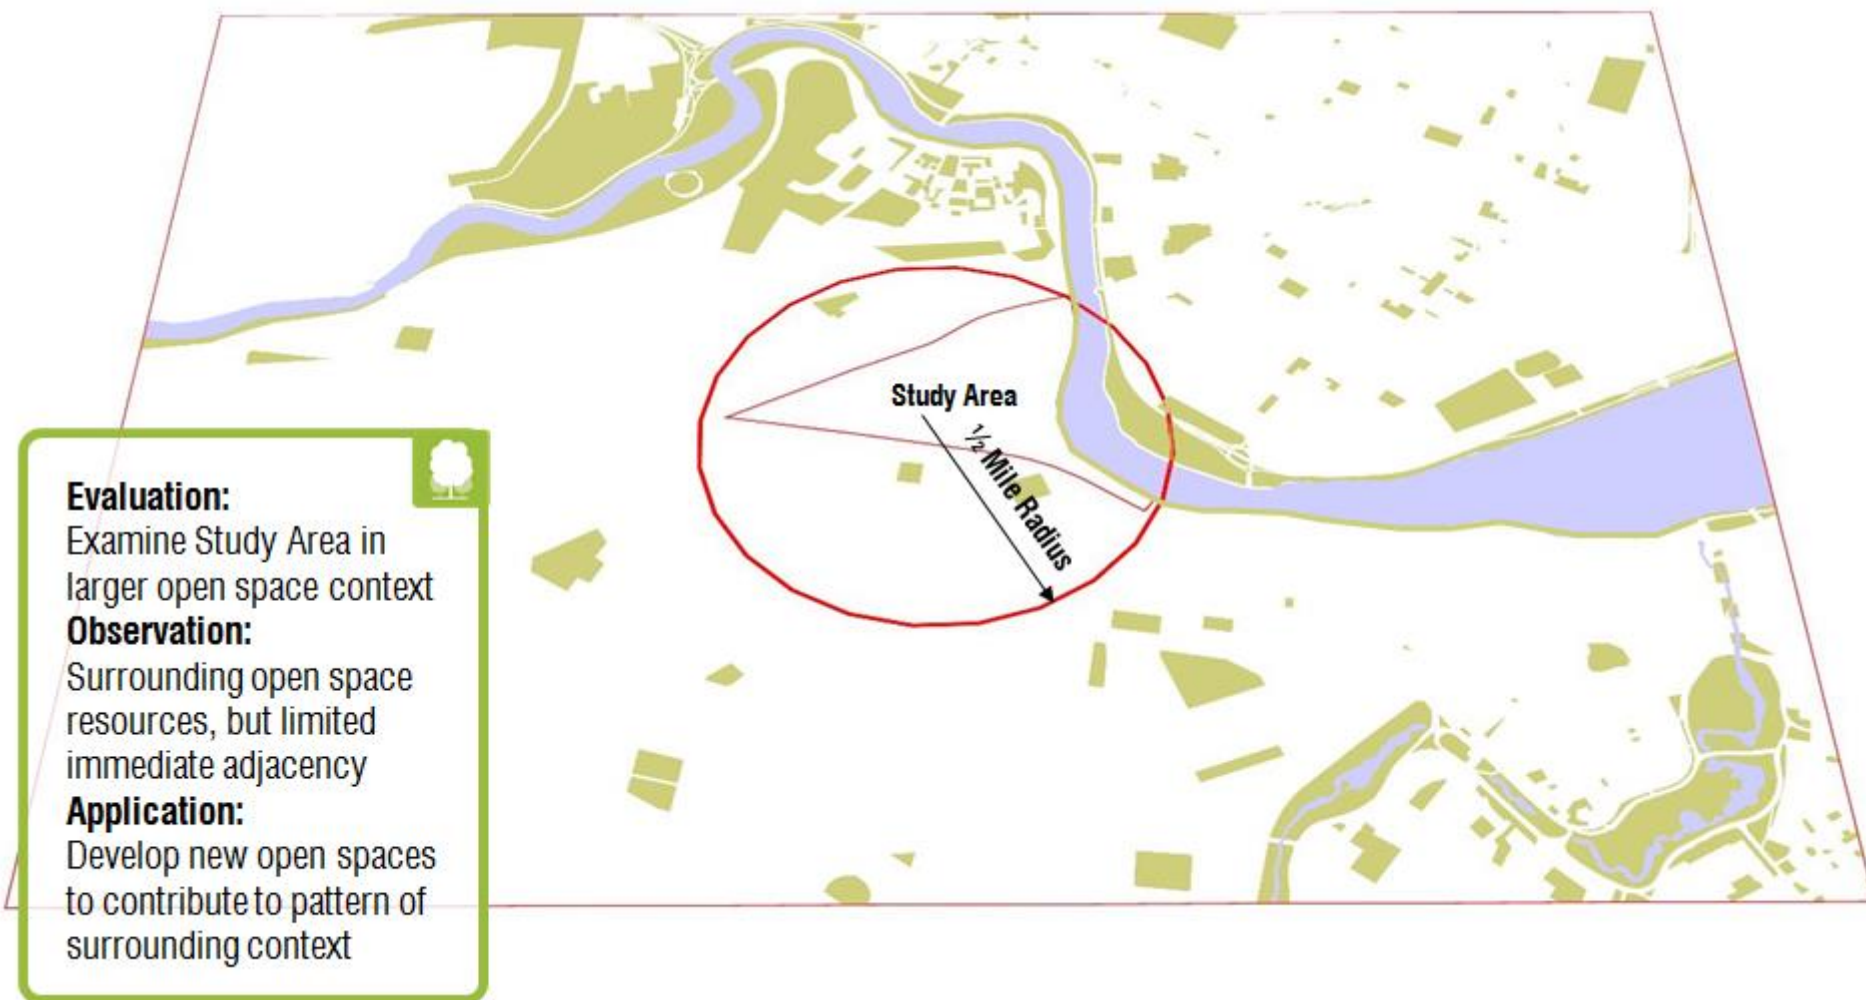 Study Area
½ Mile Radius
Evaluation:
Examine Study Area in
larger open space context
Observation:
Surrounding open space
resources, but limited
immediate adjacency
Application:
Develop new open spaces
to contribute to pattern of
surrounding context